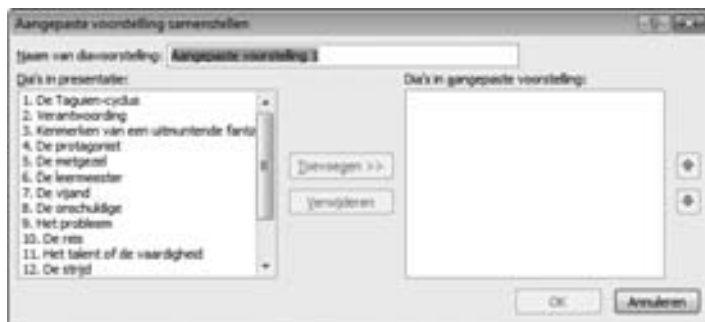 Aangepaste voorstelling samenstellen
Naam van diavoorstelling: Aangepaste voorstelling 1
Dia's in presentatie:
1. De Taguien-cyclus
2. Verantwoording
3. Kenmerken van een uitmuntende fanta
4. De protagonist
5. De metgezel
6. De leermeester
7. De vijand
8. De onschuldige
9. Het probleem
10. De reis
11. Het talent of de vaardigheid
12. De strijd
Toevoegen >>
Verwijderen
Dia's in aangepaste voorstelling:
OK
Annuleren